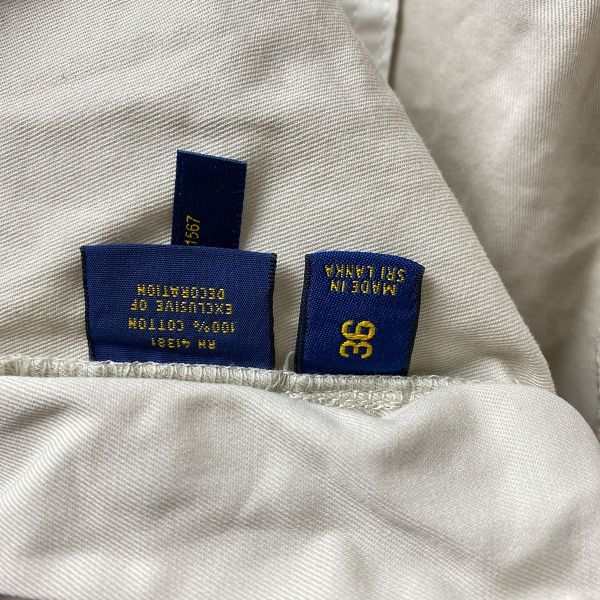 RN 41381
100% COTTON
EXCLUSIVE OF
DECORATION
36
MADE IN
SRI LANKA
1567